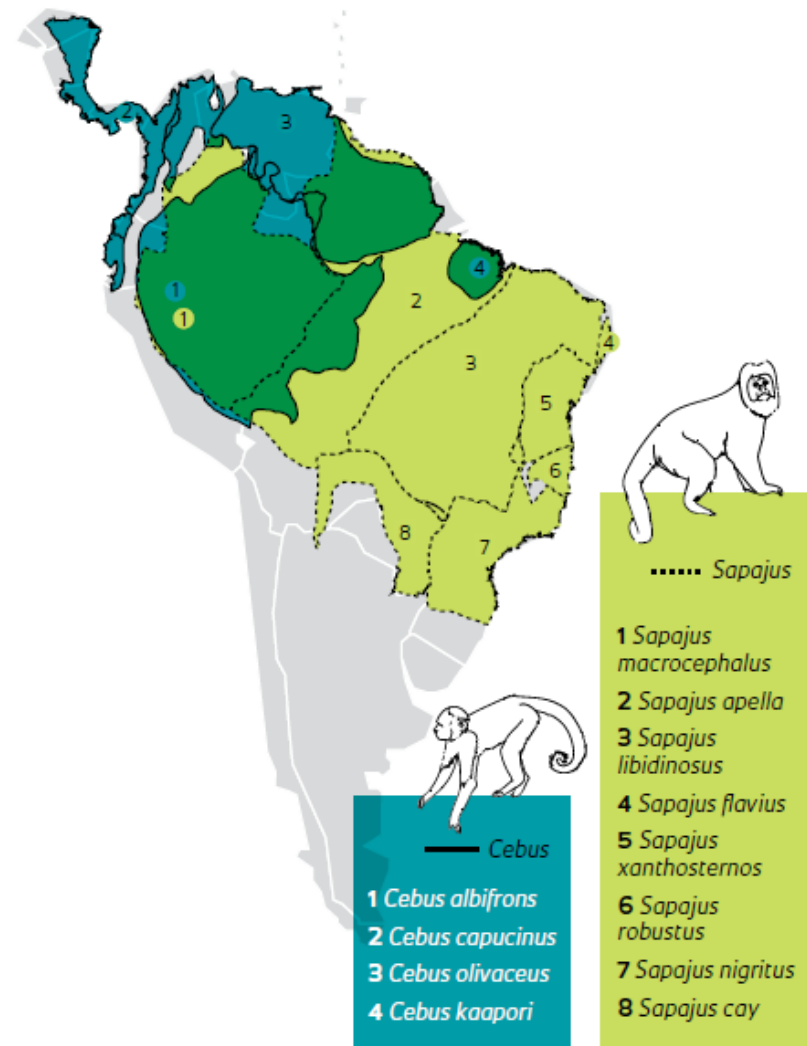 2
3
4
1
1
2
3
4
5
6
8
7
Sapajus
1 Sapajus
macrocephalus
2 Sapajus apella
3 Sapajus
libidinosus
4 Sapajus flavius
5 Sapajus
xanthosternos
6 Sapajus
robustus
7 Sapajus nigritus
8 Sapajus cay
Cebus
1 Cebus albifrons
2 Cebus capucinus
3 Cebus olivaceus
4 Cebus kaapori